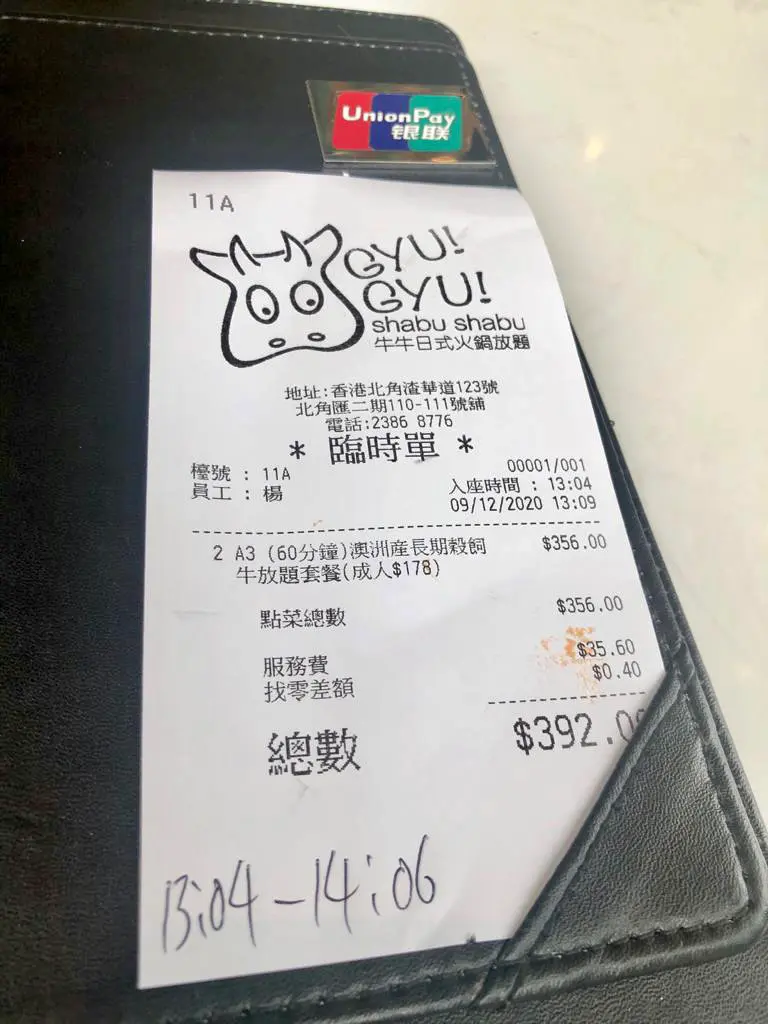 UnionPay
银联
11A
GYU!
GYU!
shabu shabu
牛牛日式火鍋放題
地址:香港北角渣華道123號
北角匯二期110-111號舖
電話:2386 8776
* 臨時單 *
00001/001
檯號 : 11A
入座時間 : 13:04
員工 : 楊
09/12/2020 13:09
2 A3 (60分鐘)澳洲產長期穀飼 $356.00
牛放題套餐(成人$178)
點菜總數 $356.00
服務費 $35.60
找零差額 $0.40
總數 $392.00
13:04-14:06